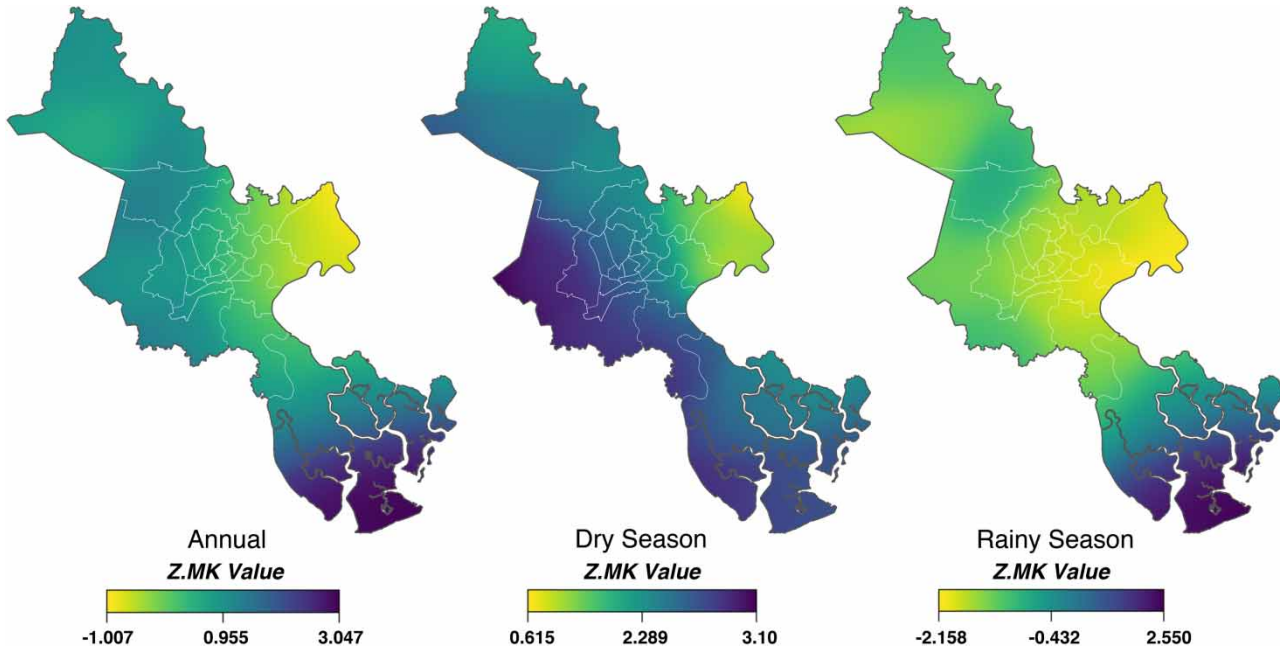 Annual
Z.MK Value
-1.007 0.955 3.047
Dry Season
Z.MK Value
0.615 2.289 3.10
Rainy Season
Z.MK Value
-2.158 -0.432 2.550